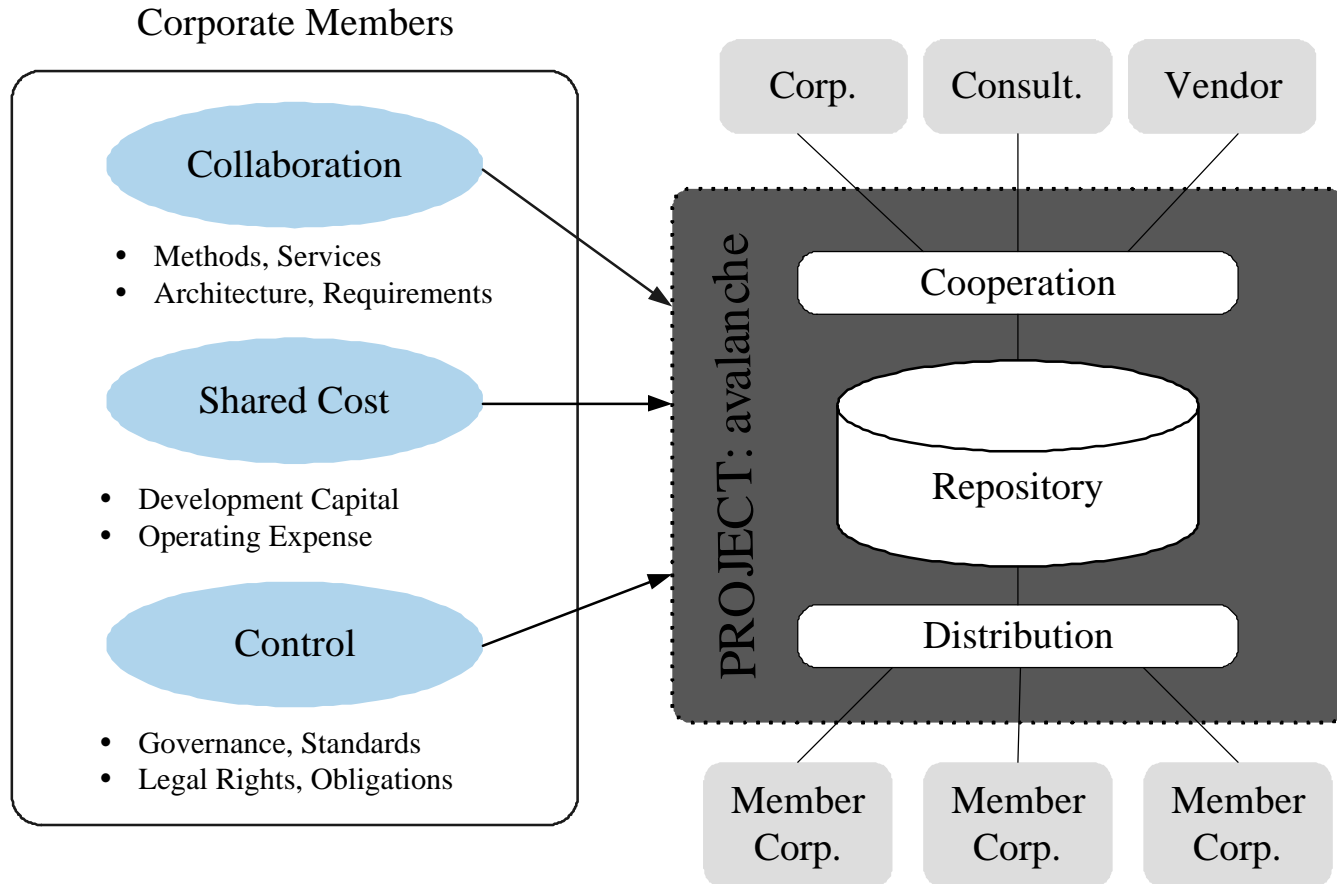 Corporate Members
Collaboration
• Methods, Services
• Architecture, Requirements
Shared Cost
• Development Capital
• Operating Expense
Control
• Governance, Standards
• Legal Rights, Obligations
Corp.
Consult.
Vendor
PROJECT: avalanche
Cooperation
Repository
Distribution
Member
Corp.
Member
Corp.
Member
Corp.